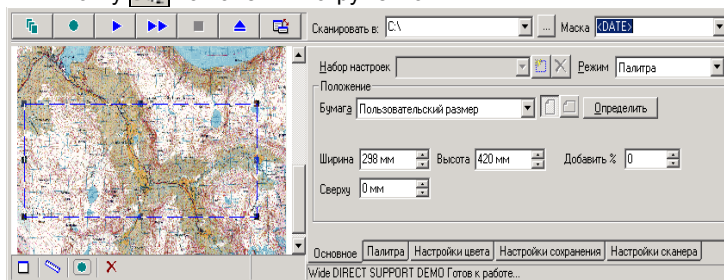 Сканировать в: C:\ ... Маска <DATE>
Набор настроек Режим Палитра
Положение
Бумага Пользовательский размер Определить
Ширина 298 мм Высота 420 мм Добавить % 0
Сверху 0 мм
Основное Палитра Настройки цвета Настройки сохранения Настройки сканера
Wide DIRECT SUPPORT DEMO Готов к работе...